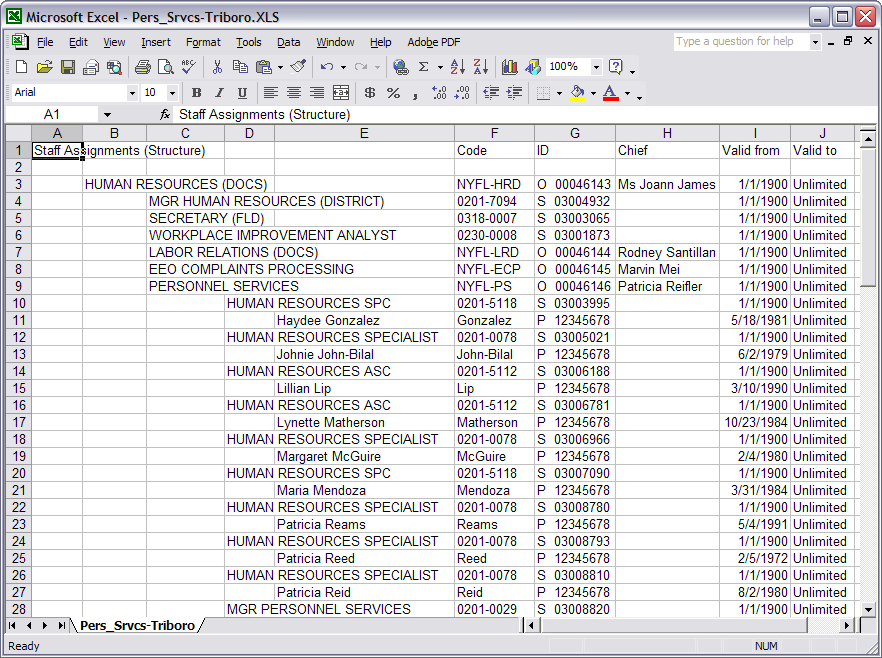 Microsoft Excel - Pers_Srvcs-Triboro.XLS
File Edit View Insert Format Tools Data Window Help Adobe PDF Type a question for help
100%
Arial 10 B I U $ % ,
A1 fx Staff Assignments (Structure)
A B C D E F G H I J
1 Staff Assignments (Structure) Code ID Chief Valid from Valid to
2
3 HUMAN RESOURCES (DOCS) NYFL-HRD O 00046143 Ms Joann James 1/1/1900 Unlimited
4 MGR HUMAN RESOURCES (DISTRICT) 0201-7094 S 03004932 1/1/1900 Unlimited
5 SECRETARY (FLD) 0318-0007 S 03003065 1/1/1900 Unlimited
6 WORKPLACE IMPROVEMENT ANALYST 0230-0008 S 03001873 1/1/1900 Unlimited
7 LABOR RELATIONS (DOCS) NYFL-LRD O 00046144 Rodney Santillan 1/1/1900 Unlimited
8 EEO COMPLAINTS PROCESSING NYFL-ECP O 00046145 Marvin Mei 1/1/1900 Unlimited
9 PERSONNEL SERVICES NYFL-PS O 00046146 Patricia Reifler 1/1/1900 Unlimited
10 HUMAN RESOURCES SPC 0201-5118 S 03003995 1/1/1900 Unlimited
11 Haydee Gonzalez Gonzalez P 12345678 5/18/1981 Unlimited
12 HUMAN RESOURCES SPECIALIST 0201-0078 S 03005021 1/1/1900 Unlimited
13 Johnie John-Bilal John-Bilal P 12345678 6/2/1979 Unlimited
14 HUMAN RESOURCES ASC 0201-5112 S 03006188 1/1/1900 Unlimited
15 Lillian Lip Lip P 12345678 3/10/1990 Unlimited
16 HUMAN RESOURCES ASC 0201-5112 S 03006781 1/1/1900 Unlimited
17 Lynette Matherson Matherson P 12345678 10/23/1984 Unlimited
18 HUMAN RESOURCES SPECIALIST 0201-0078 S 03006966 1/1/1900 Unlimited
19 Margaret McGuire McGuire P 12345678 2/4/1980 Unlimited
20 HUMAN RESOURCES SPC 0201-5118 S 03007090 1/1/1900 Unlimited
21 Maria Mendoza Mendoza P 12345678 3/31/1984 Unlimited
22 HUMAN RESOURCES SPECIALIST 0201-0078 S 03008780 1/1/1900 Unlimited
23 Patricia Reams Reams P 12345678 5/4/1991 Unlimited
24 HUMAN RESOURCES SPECIALIST 0201-0078 S 03008793 1/1/1900 Unlimited
25 Patricia Reed Reed P 12345678 2/5/1972 Unlimited
26 HUMAN RESOURCES SPECIALIST 0201-0078 S 03008810 1/1/1900 Unlimited
27 Patricia Reid Reid P 12345678 8/2/1980 Unlimited
28 MGR PERSONNEL SERVICES 0201-0029 S 03008820 1/1/1900 Unlimited
Pers_Srvcs-Triboro
Ready NUM